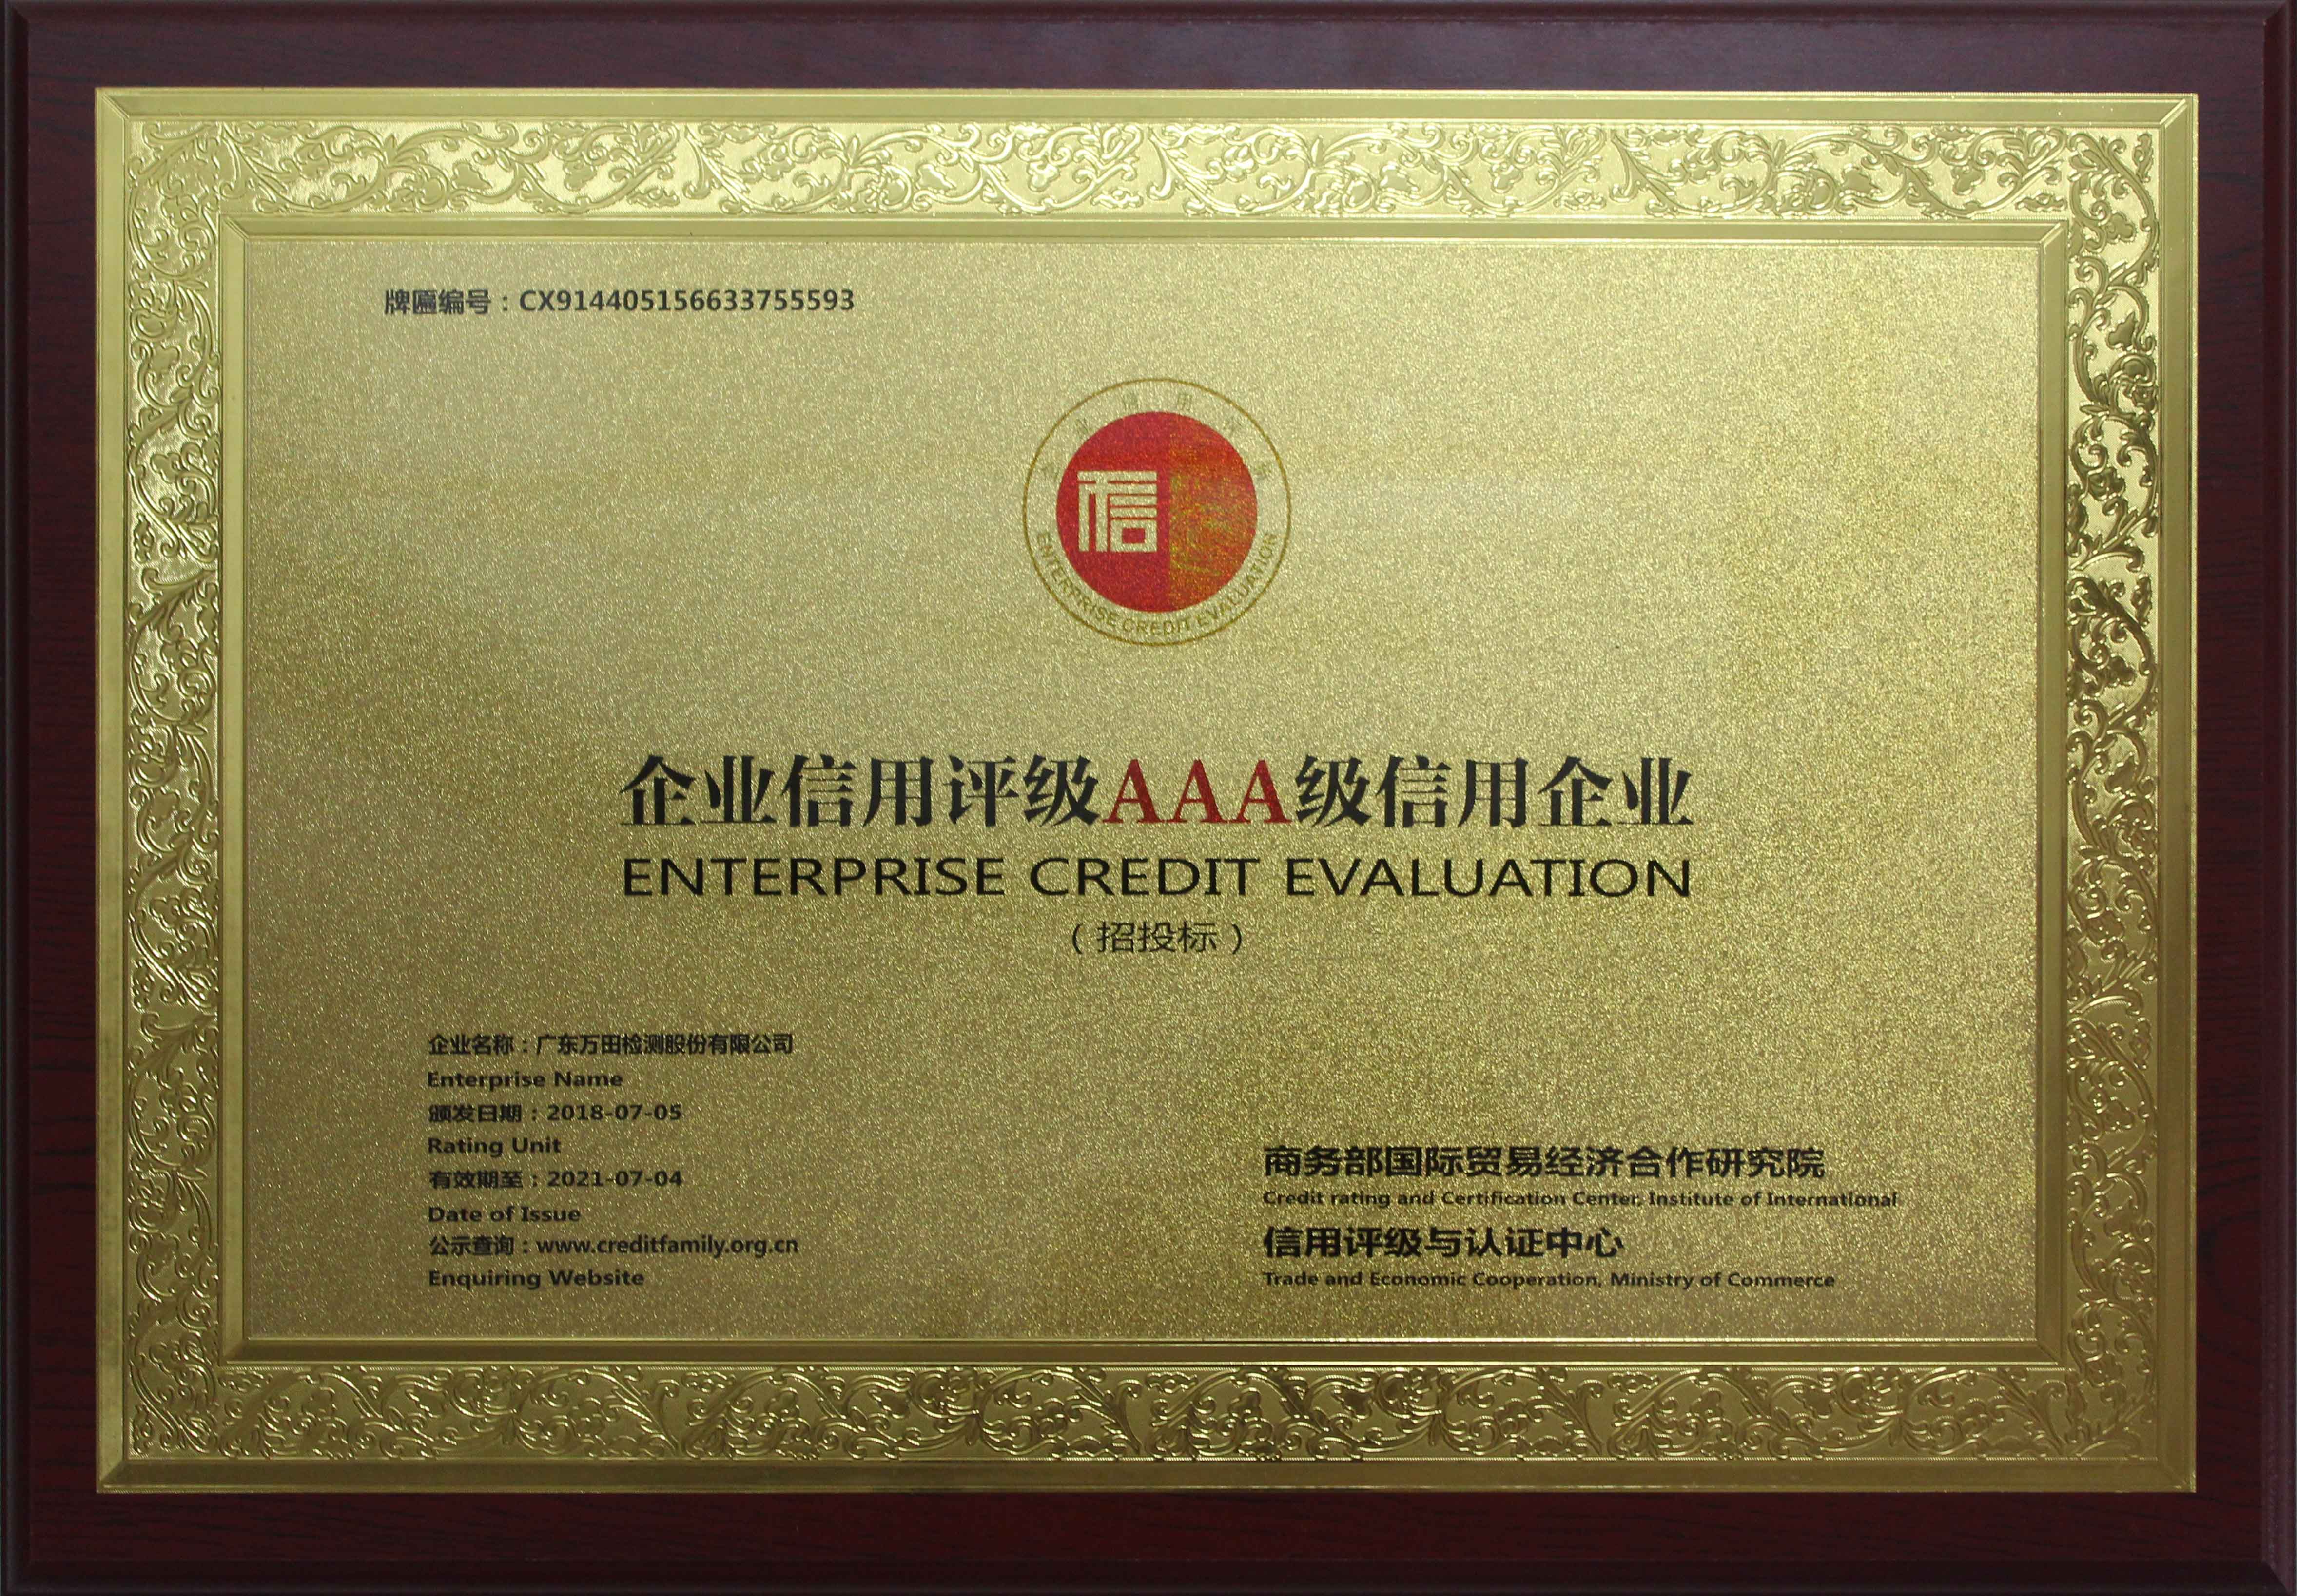 牌匾编号：CX914405156633755593
信用
信
ENTERPRISE CREDIT EVALUATION
企业信用评级AAA级信用企业
ENTERPRISE CREDIT EVALUATION
（招投标）
企业名称：广东万田检测股份有限公司
Enterprise Name
颁发日期：2018-07-05
Rating Unit
有效期至：2021-07-04
Date of Issue
公示查询：www.creditfamily.org.cn
Enquiring Website
商务部国际贸易经济合作研究院
Credit rating and Certification Center, Institute of International
信用评级与认证中心
Trade and Economic Cooperation, Ministry of Commerce